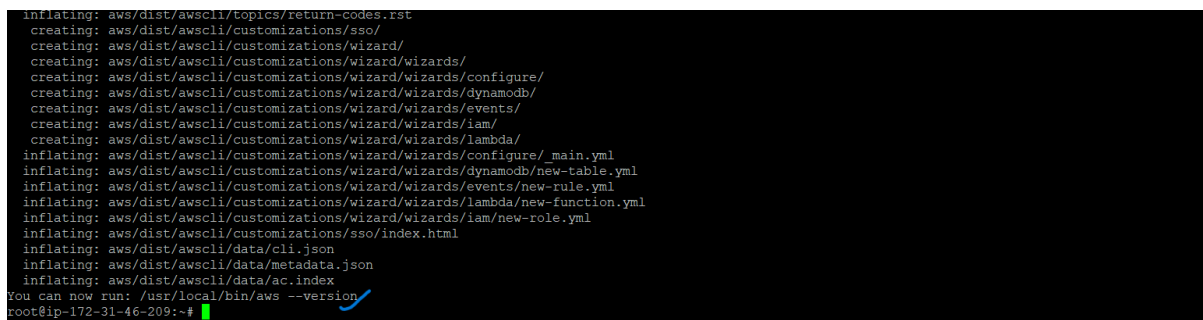 inflating: aws/dist/awscli/topics/return-codes.rst
creating: aws/dist/awscli/customizations/sso/
creating: aws/dist/awscli/customizations/wizard/
creating: aws/dist/awscli/customizations/wizard/wizards/
creating: aws/dist/awscli/customizations/wizard/wizards/configure/
creating: aws/dist/awscli/customizations/wizard/wizards/dynamodb/
creating: aws/dist/awscli/customizations/wizard/wizards/events/
creating: aws/dist/awscli/customizations/wizard/wizards/iam/
creating: aws/dist/awscli/customizations/wizard/wizards/lambda/
inflating: aws/dist/awscli/customizations/wizard/wizards/configure/_main.yml
inflating: aws/dist/awscli/customizations/wizard/wizards/dynamodb/new-table.yml
inflating: aws/dist/awscli/customizations/wizard/wizards/events/new-rule.yml
inflating: aws/dist/awscli/customizations/wizard/wizards/lambda/new-function.yml
inflating: aws/dist/awscli/customizations/wizard/wizards/iam/new-role.yml
inflating: aws/dist/awscli/customizations/sso/index.html
inflating: aws/dist/awscli/data/cli.json
inflating: aws/dist/awscli/data/metadata.json
inflating: aws/dist/awscli/data/ac.index
You can now run: /usr/local/bin/aws --version
root@ip-172-31-46-209:~#